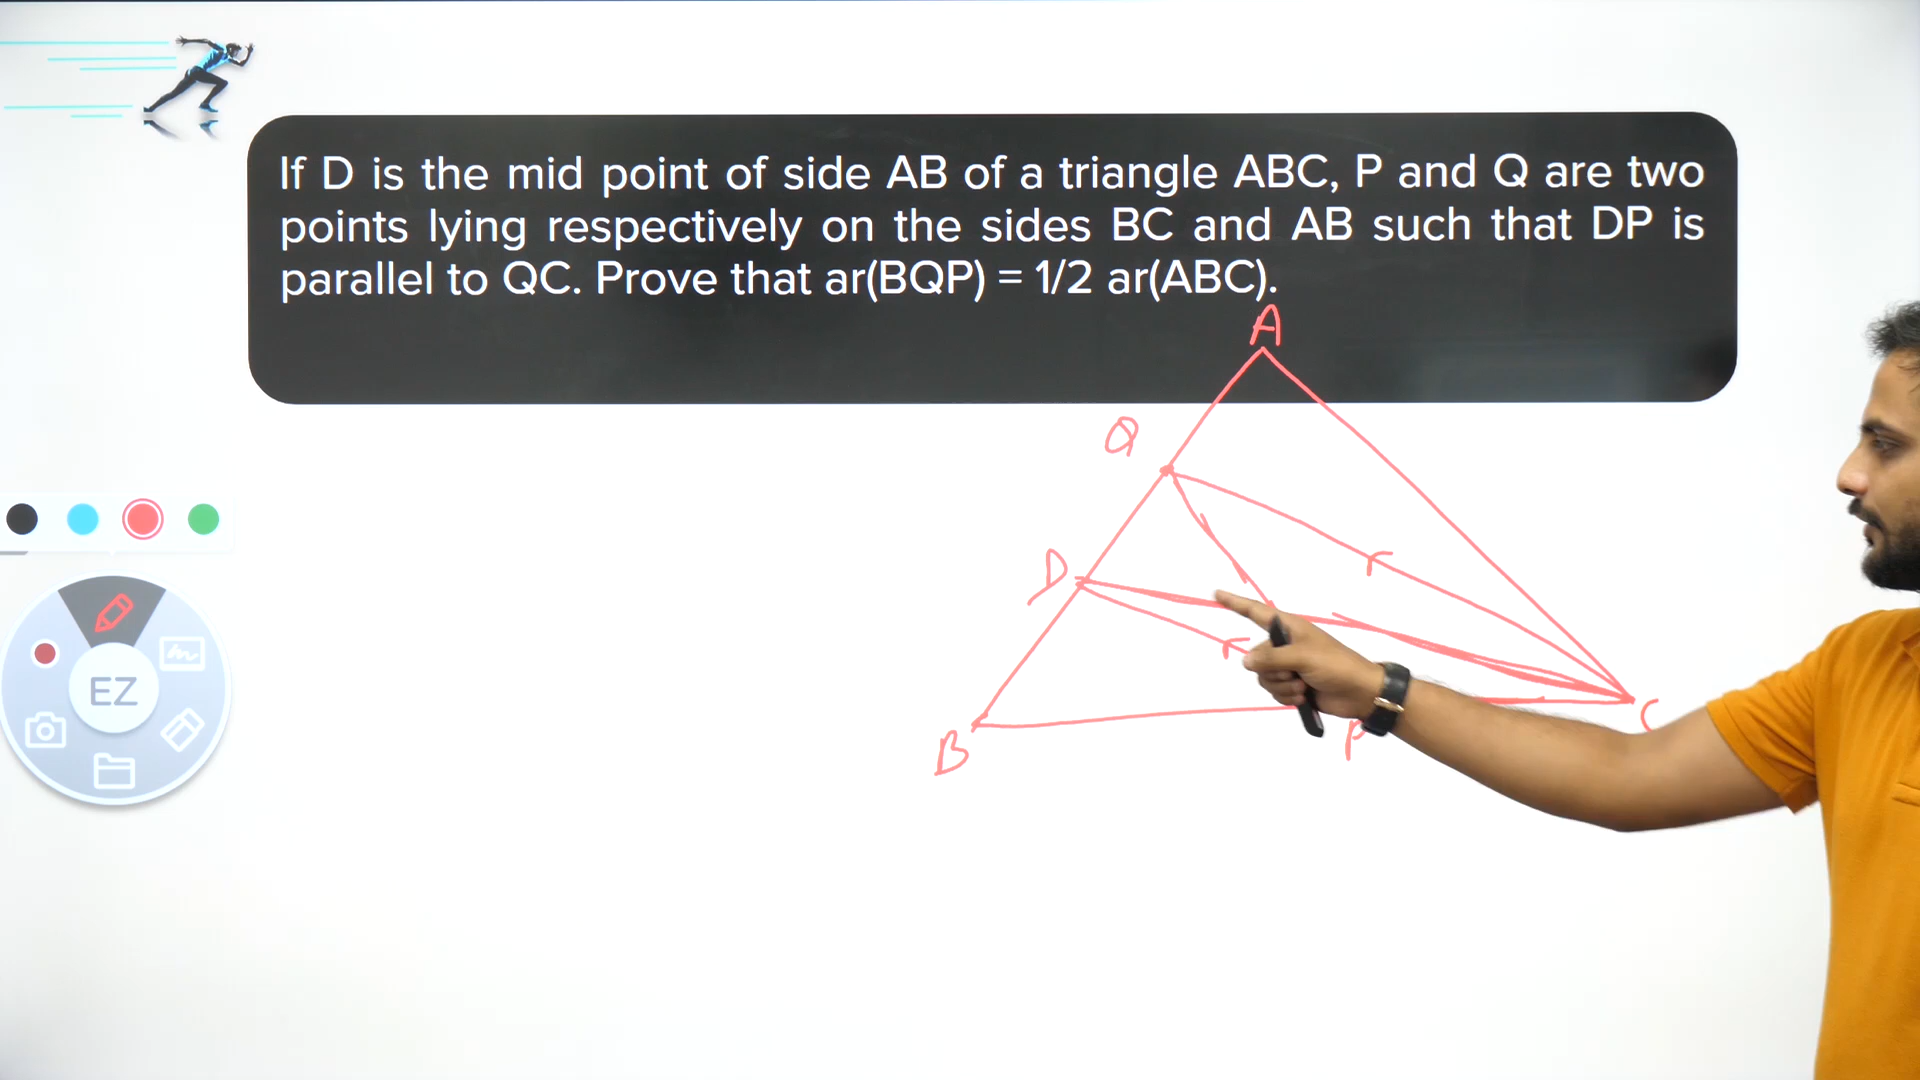 If D is the mid point of side AB of a triangle ABC, P and Q are two
points lying respectively on the sides BC and AB such that DP is
parallel to QC. Prove that ar(BQP) = 1/2 ar(ABC).
A
Q
D
B
P
C
EZ